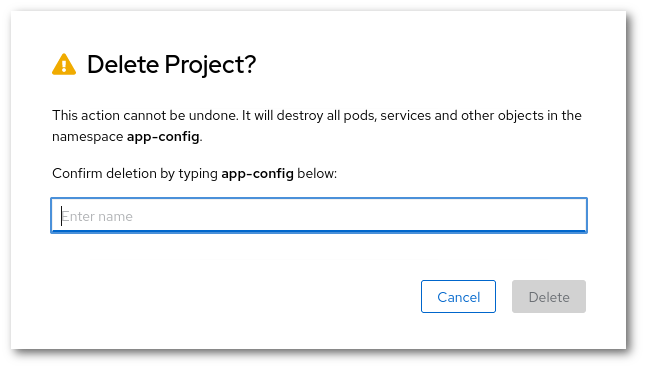 Delete Project?
This action cannot be undone. It will destroy all pods, services and other objects in the
namespace app-config.
Confirm deletion by typing app-config below:
Enter name
Cancel
Delete